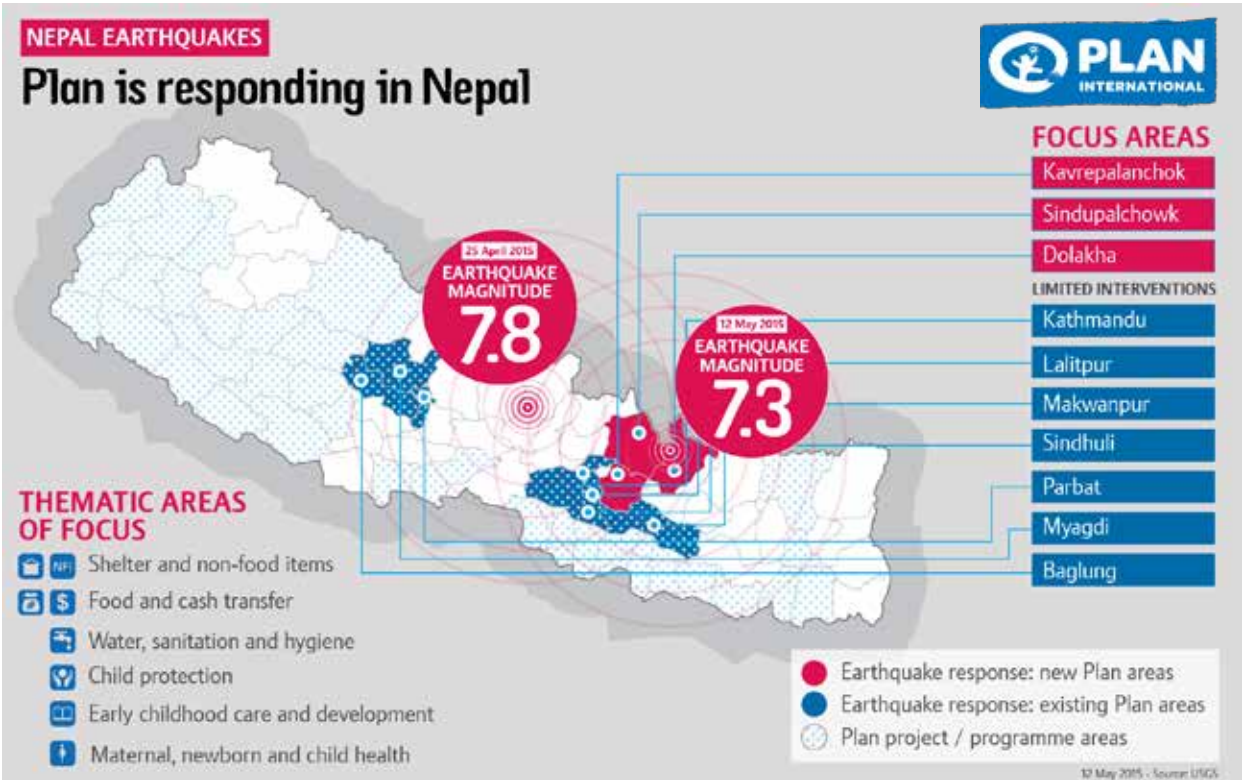 NEPAL EARTHQUAKES
Plan is responding in Nepal
PLAN
INTERNATIONAL
25 April 2015
EARTHQUAKE
MAGNITUDE
7.8
12 May 2015
EARTHQUAKE
MAGNITUDE
7.3
FOCUS AREAS
Kavrepalanchok
Sindupalchowk
Dolakha
LIMITED INTERVENTIONS
Kathmandu
Lalitpur
Makwanpur
Sindhuli
Parbat
Myagdi
Baglung
THEMATIC AREAS
OF FOCUS
NFI Shelter and non-food items
$ Food and cash transfer
Water, sanitation and hygiene
Child protection
Early childhood care and development
Maternal, newborn and child health
Earthquake response: new Plan areas
Earthquake response: existing Plan areas
Plan project / programme areas
12 May 2015 - Source: USGS